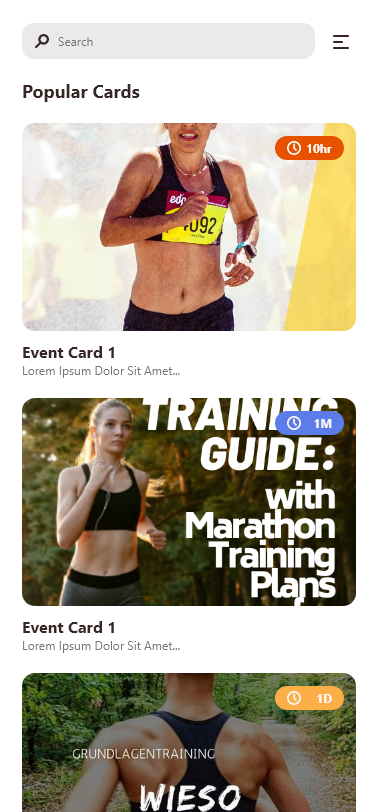 Search
Popular Cards
10hr
edp
4092
Event Card 1
Lorem Ipsum Dolor Sit Amet...
TRAINING
1M
GUIDE:
with
Marathon
Training
Plans
Event Card 1
Lorem Ipsum Dolor Sit Amet...
1D
GRUNDLAGENTRAINING
WIESO